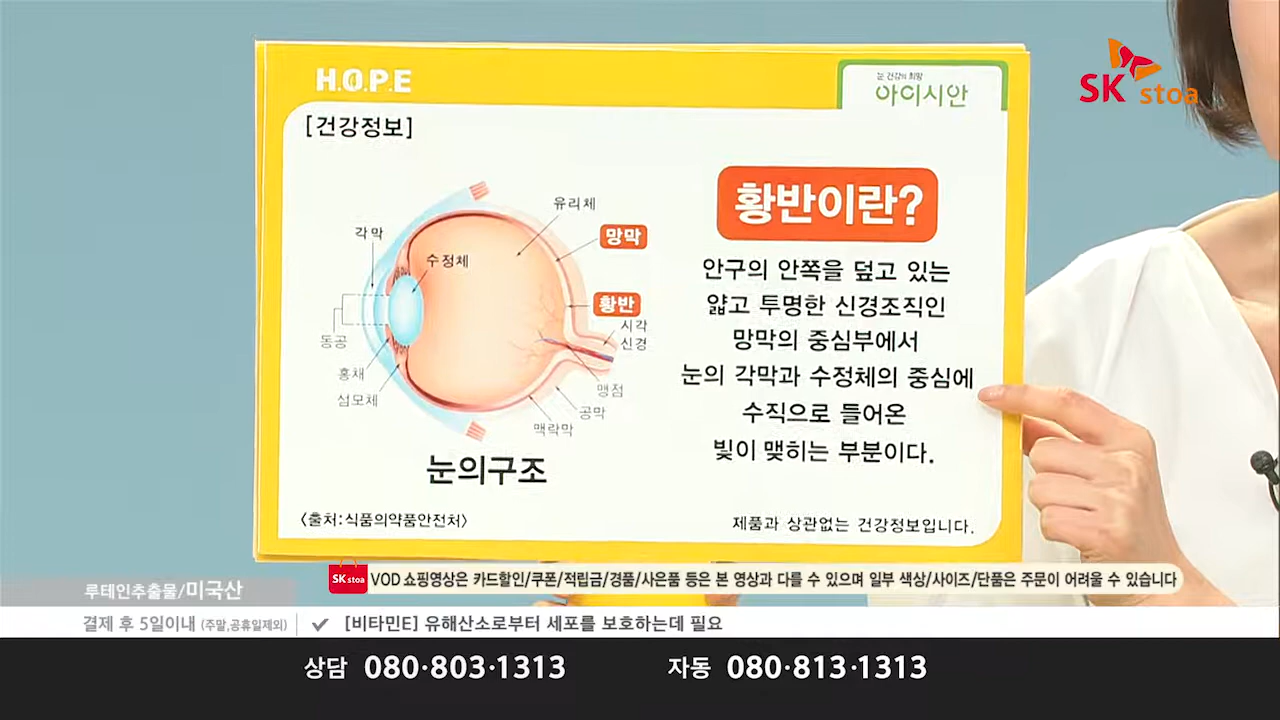 H.O.P.E
눈 건강의 희망
아이시안
SK stoa
[건강정보]
황반이란?
유리체
망막
각막
수정체
황반
시각
신경
동공
홍채
섬모체
맹점
공막
맥락막
눈의구조
안구의 안쪽을 덮고 있는
얇고 투명한 신경조직인
망막의 중심부에서
눈의 각막과 수정체의 중심에
수직으로 들어온
빛이 맺히는 부분이다.
<출처:식품의약품안전처>
제품과 상관없는 건강정보입니다.
루테인추출물/미국산
SK stoa
VOD 쇼핑영상은 카드할인/쿠폰/적립금/경품/사은품 등은 본 영상과 다를 수 있으며 일부 색상/사이즈/단품은 주문이 어려울 수 있습니다
결제 후 5일이내 (주말,공휴일제외)
✓ [비타민E] 유해산소로부터 세포를 보호하는데 필요
상담 080·803·1313
자동 080·813·1313